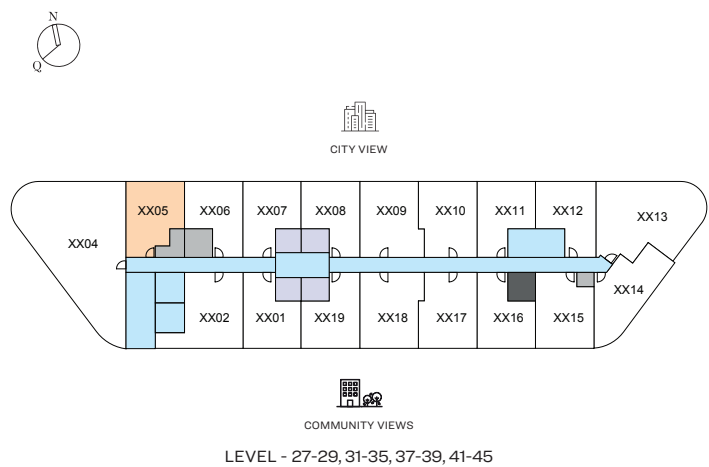 N
Q
CITY VIEW
XX05 XX06 XX07 XX08 XX09 XX10 XX11 XX12
XX04 XX13
XX14
XX02 XX01 XX19 XX18 XX17 XX16 XX15
COMMUNITY VIEWS
LEVEL - 27-29, 31-35, 37-39, 41-45